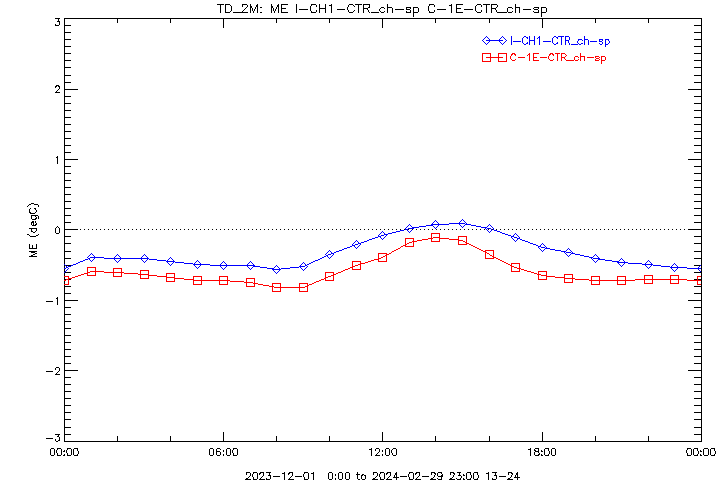 TD_2M: ME I-CH1-CTR_ch-sp C-1E-CTR_ch-sp
I-CH1-CTR_ch-sp
C-1E-CTR_ch-sp
3
2
1
0
-1
-2
-3
ME (degC)
00:00 06:00 12:00 18:00 00:00
2023-12-01 0:00 to 2024-02-29 23:00 13-24